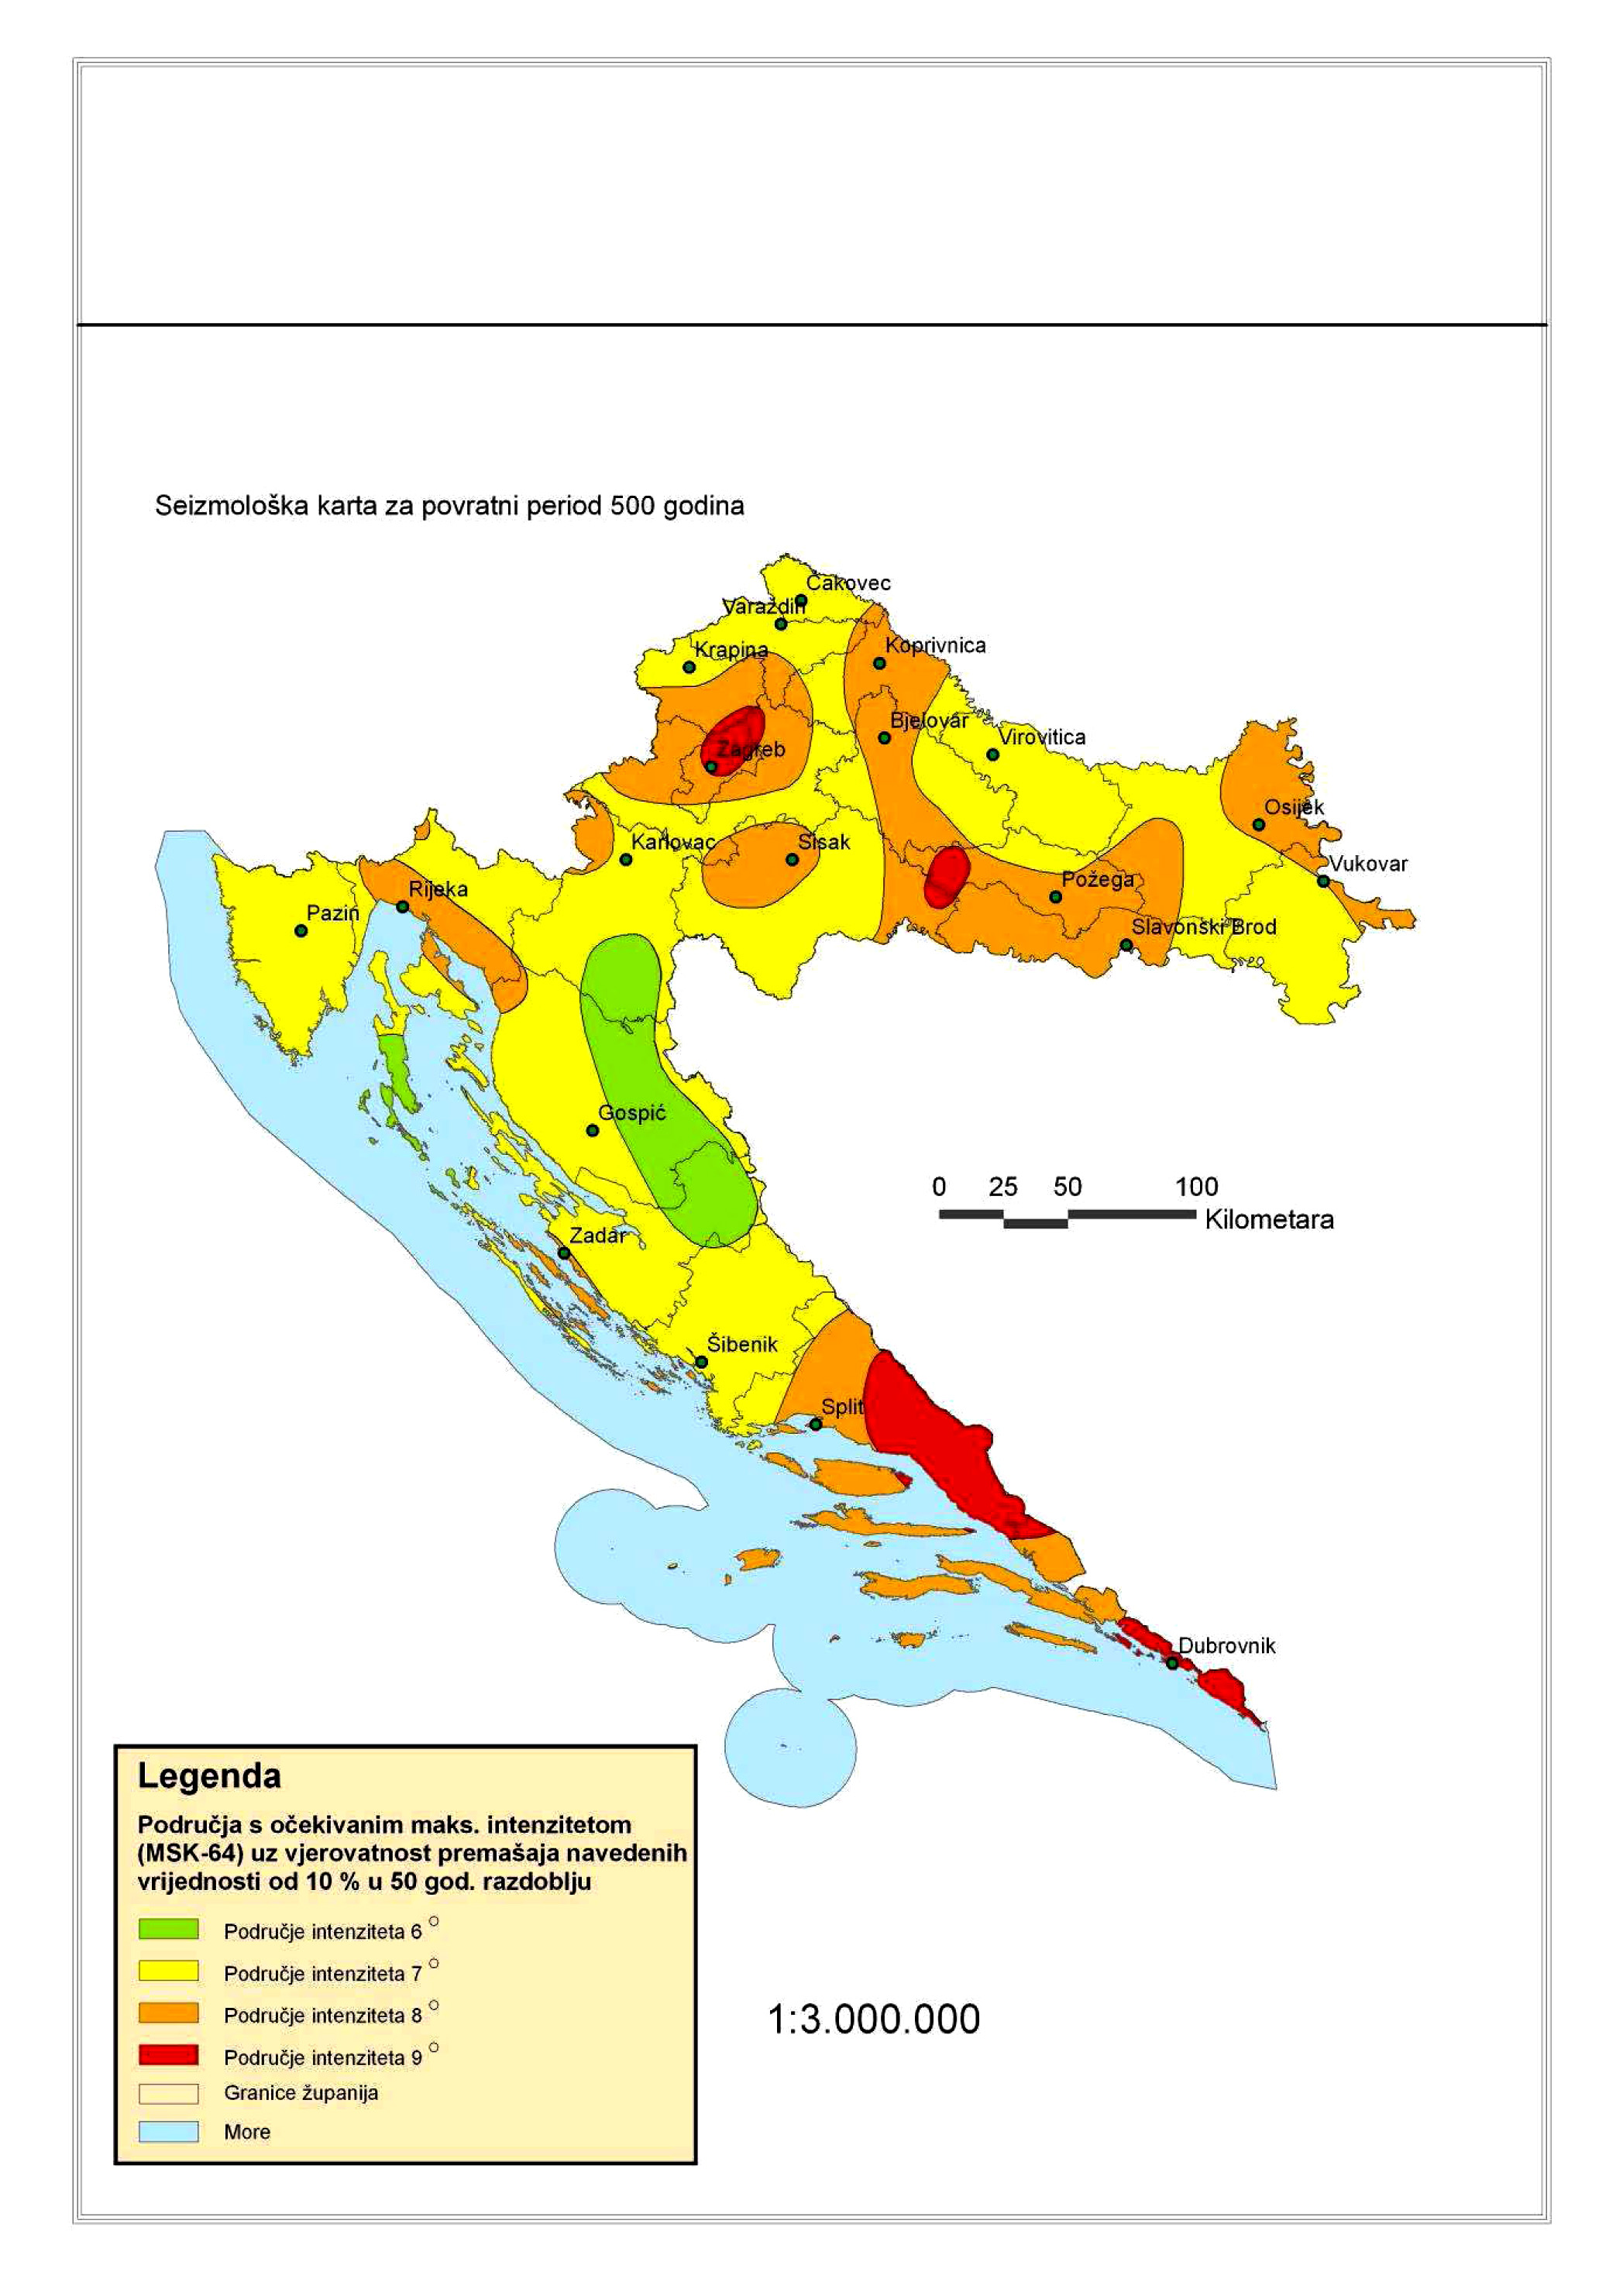 Seizmološka karta za povratni period 500 godina
Čakovec
Varaždin
Krapina
Koprivnica
Bjelovar
Virovitica
Zagreb
Osijek
Karlovac
Sisak
Vukovar
Požega
Rijeka
Pazin
Slavonski Brod
Gospić
0 25 50 100
Kilometara
Zadar
Šibenik
Split
Dubrovnik
Legenda
Područja s očekivanim maks. intenzitetom
(MSK-64) uz vjerovatnost premašaja navedenih
vrijednosti od 10 % u 50 god. razdoblju
Područje intenziteta 6 °
Područje intenziteta 7 °
Područje intenziteta 8 °
Područje intenziteta 9 °
Granice županija
More
1:3.000.000